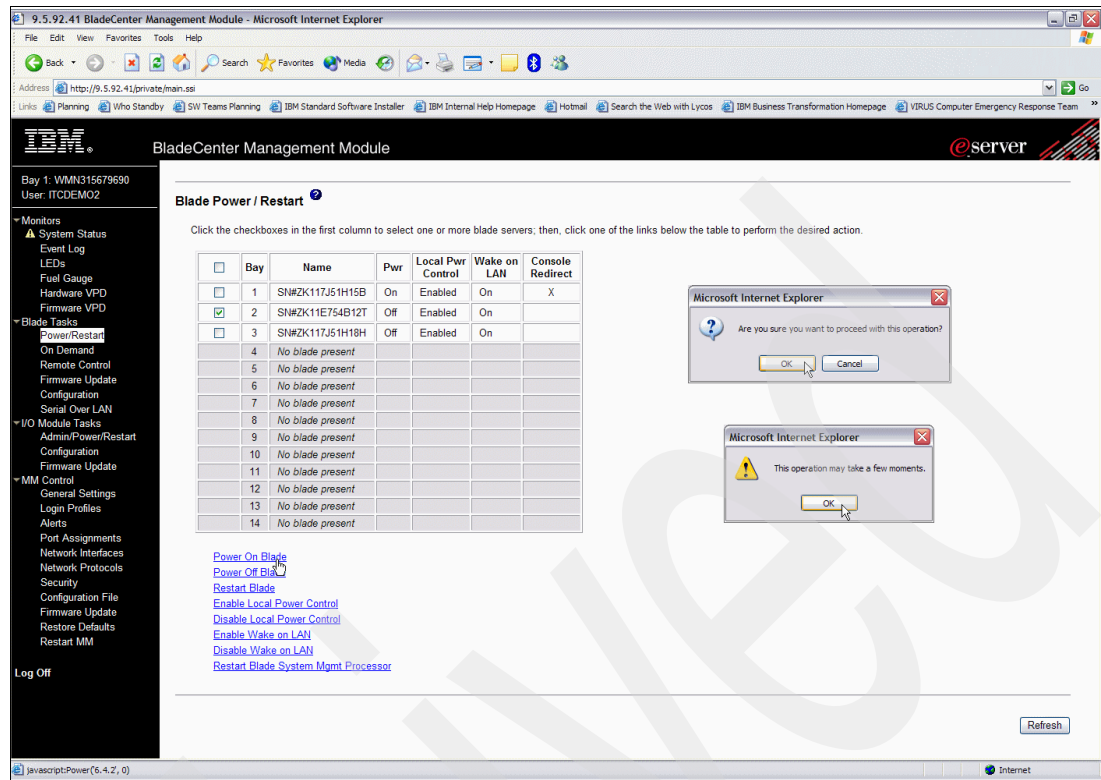 9.5.92.41 BladeCenter Management Module - Microsoft Internet Explorer
File Edit View Favorites Tools Help
Back Search Favorites Media
Address http://9.5.92.41/private/main.ssi Go
Links Planning Who Standby SW Teams Planning IBM Standard Software Installer IBM Internal Help Homepage Hotmail Search the Web with Lycos IBM Business Transformation Homepage VIRUS Computer Emergency Response Team »
IBM® BladeCenter Management Module eserver
Bay 1: WMN315679690
User: ITCDEMO2
Monitors
System Status
Event Log
LEDs
Fuel Gauge
Hardware VPD
Firmware VPD
Blade Tasks
Power/Restart
On Demand
Remote Control
Firmware Update
Configuration
Serial Over LAN
I/O Module Tasks
Admin/Power/Restart
Configuration
Firmware Update
MM Control
General Settings
Login Profiles
Alerts
Port Assignments
Network Interfaces
Network Protocols
Security
Configuration File
Firmware Update
Restore Defaults
Restart MM
Log Off
Blade Power / Restart ?
Click the checkboxes in the first column to select one or more blade servers; then, click one of the links below the table to perform the desired action.
Bay Name Pwr Local Pwr Control Wake on LAN Console Redirect
1 SN#ZK117J51H15B On Enabled On X
2 SN#ZK11E754B12T Off Enabled On
3 SN#ZK117J51H18H Off Enabled On
4 No blade present
5 No blade present
6 No blade present
7 No blade present
8 No blade present
9 No blade present
10 No blade present
11 No blade present
12 No blade present
13 No blade present
14 No blade present
Power On Blade
Power Off Blade
Restart Blade
Enable Local Power Control
Disable Local Power Control
Enable Wake on LAN
Disable Wake on LAN
Restart Blade System Mgmt Processor
Microsoft Internet Explorer
Are you sure you want to proceed with this operation?
OK Cancel
Microsoft Internet Explorer
This operation may take a few moments.
OK
Refresh
javascript:Power('6.4.2', 0) Internet